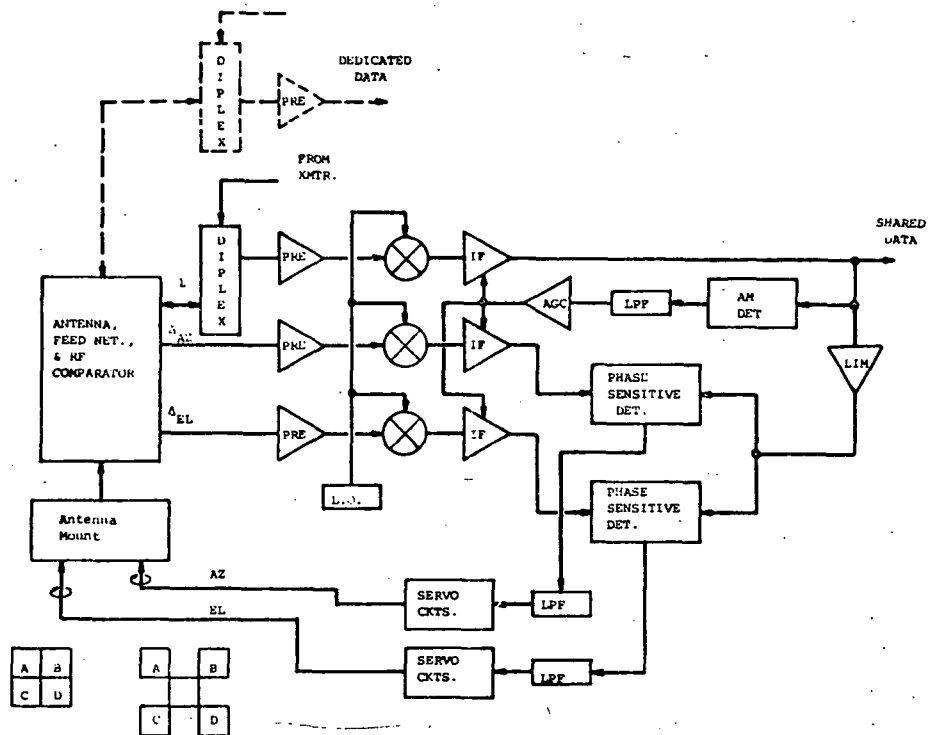 D
I
P
L
E
X
PRE
DEDICATED
DATA
FROM
XMTR.
D
I
P
L
E
X
PRE
IF
SHARED
DATA
Σ
AGC
LPF
AM
DET
ANTENNA,
FEED NET.,
& RF
COMPARATOR
Δ AZ
PRE
IF
LIM
PHASE
SENSITIVE
DET.
Δ EL
PRE
IF
L.O.
PHASE
SENSITIVE
DET.
Antenna
Mount
AZ
SERVO
CKTS.
LPF
EL
SERVO
CKTS.
LPF
A B
C D
A B
C D